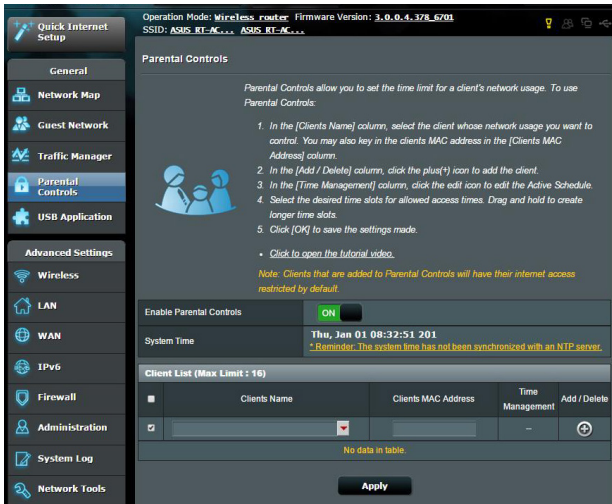 Quick Internet
Setup
General
Network Map
Guest Network
Traffic Manager
Parental
Controls
USB Application
Advanced Settings
Wireless
LAN
WAN
IPv6
Firewall
Administration
System Log
Network Tools
Operation Mode: Wireless router Firmware Version: 3.0.0.4.378_6701
SSID: ASUS RT-AC... ASUS RT-AC...
Parental Controls
Parental Controls allow you to set the time limit for a client's network usage. To use
Parental Controls:
1. In the [Clients Name] column, select the client whose network usage you want to
control. You may also key in the clients MAC address in the [Clients MAC
Address] column.
2. In the [Add / Delete] column, click the plus(+) icon to add the client.
3. In the [Time Management] column, click the edit icon to edit the Active Schedule.
4. Select the desired time slots for allowed access times. Drag and hold to create
longer time slots.
5. Click [OK] to save the settings made.
• Click to open the tutorial video.
Note: Clients that are added to Parental Controls will have their internet access
restricted by default.
Enable Parental Controls ON
System Time Thu, Jan 01 08:32:51 201
* Reminder: The system time has not been synchronized with an NTP server.
Client List (Max Limit : 16)
Clients Name Clients MAC Address Time Management Add / Delete
–
No data in table.
Apply